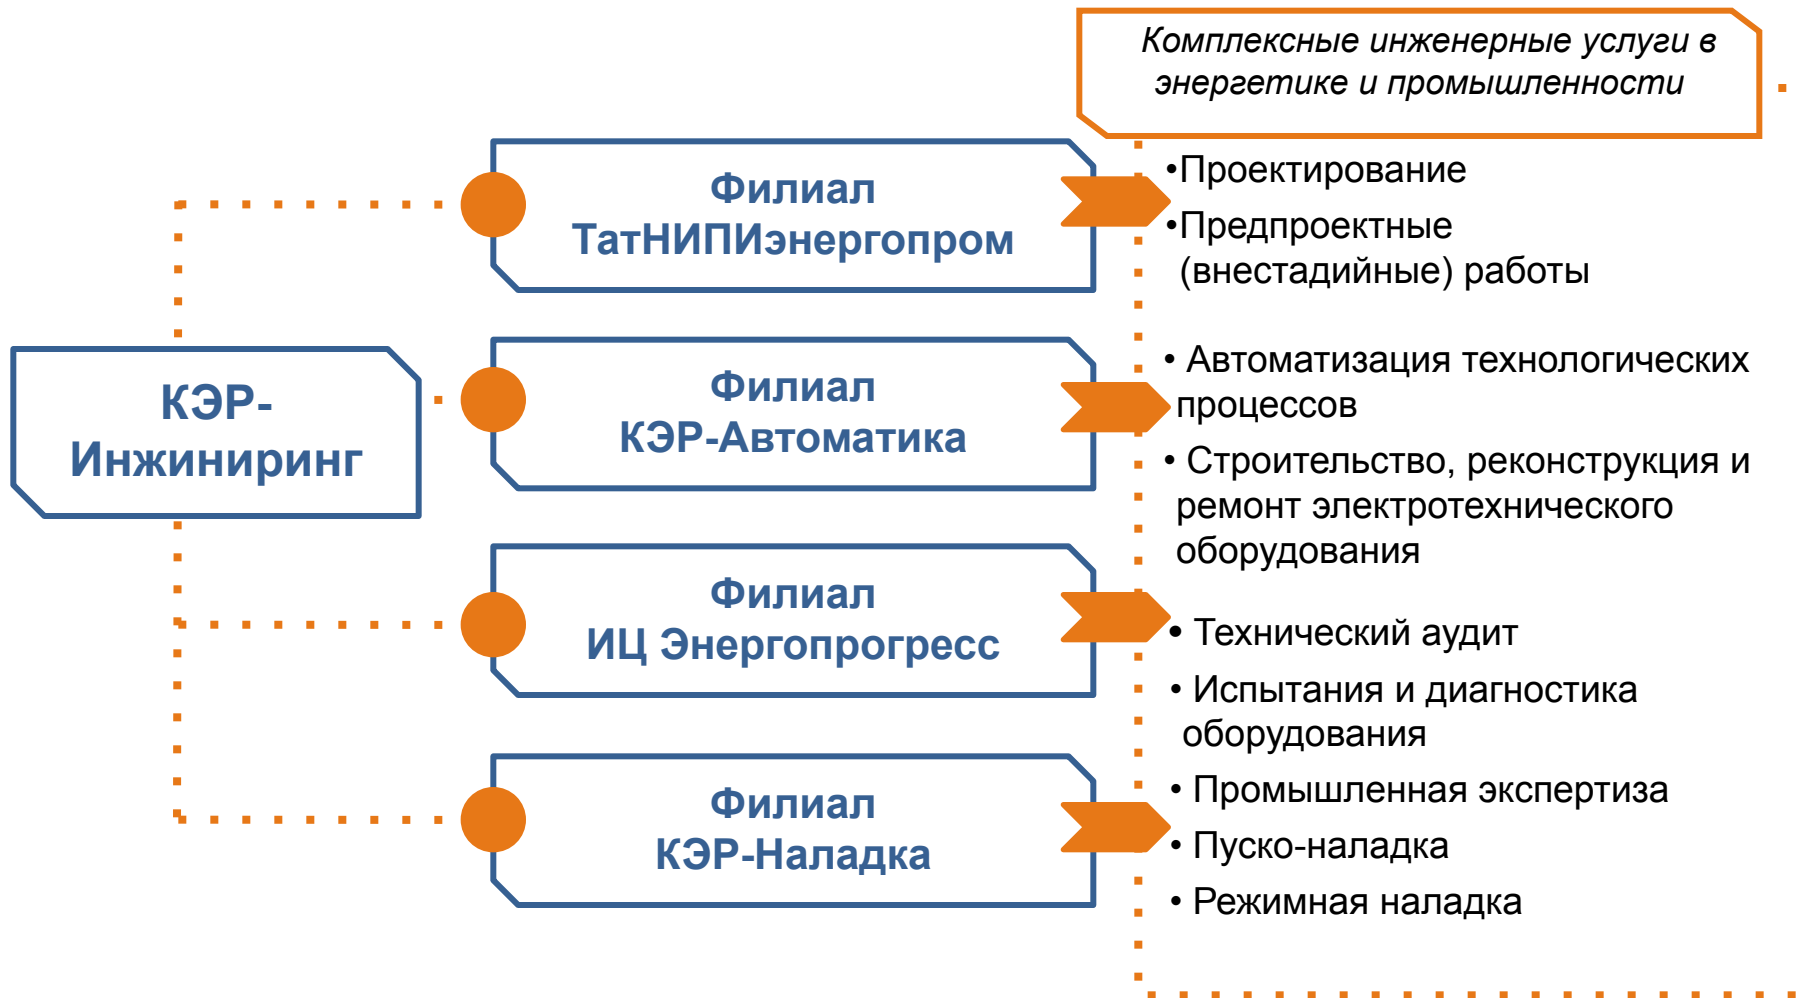 Комплексные инженерные услуги в
энергетике и промышленности
КЭР-
Инжиниринг
Филиал
ТатНИПИэнергопром
•Проектирование
•Предпроектные
(внестадийные) работы
Филиал
КЭР-Автоматика
• Автоматизация технологических
процессов
• Строительство, реконструкция и
ремонт электротехнического
оборудования
Филиал
ИЦ Энергопрогресс
• Технический аудит
• Испытания и диагностика
оборудования
Филиал
КЭР-Наладка
• Промышленная экспертиза
• Пуско-наладка
• Режимная наладка